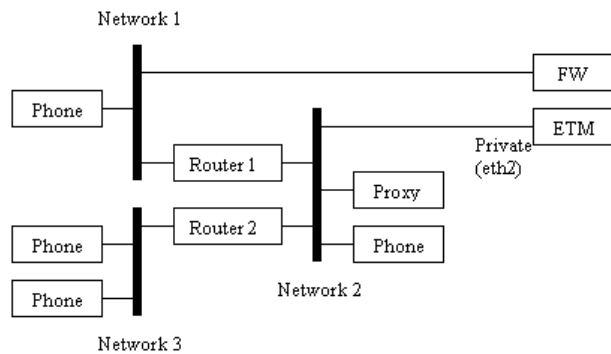 Network 1
FW
Phone
ETM
Private
(eth2)
Router 1
Proxy
Router 2
Phone
Phone
Phone
Network 2
Network 3